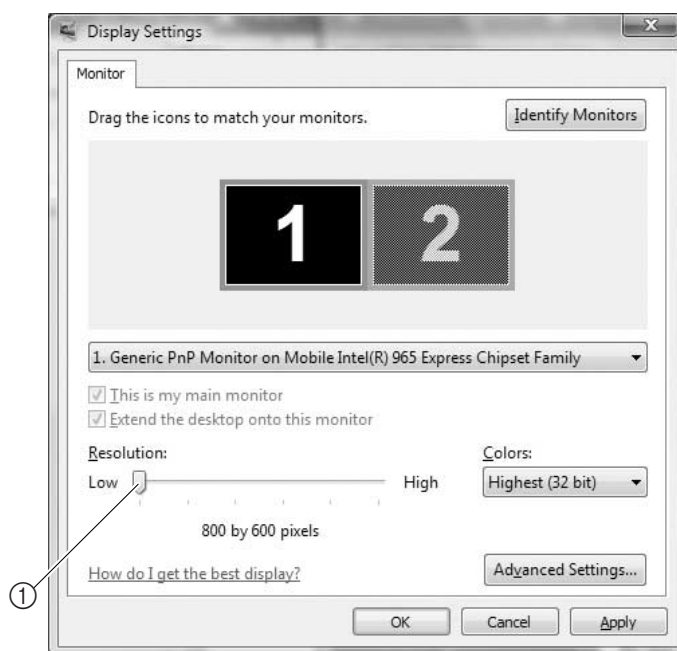 Display Settings
Monitor
Drag the icons to match your monitors.
Identify Monitors
1
2
1. Generic PnP Monitor on Mobile Intel(R) 965 Express Chipset Family
This is my main monitor
Extend the desktop onto this monitor
Resolution:
Colors:
Low
High
Highest (32 bit)
800 by 600 pixels
How do I get the best display?
Advanced Settings...
①
OK
Cancel
Apply